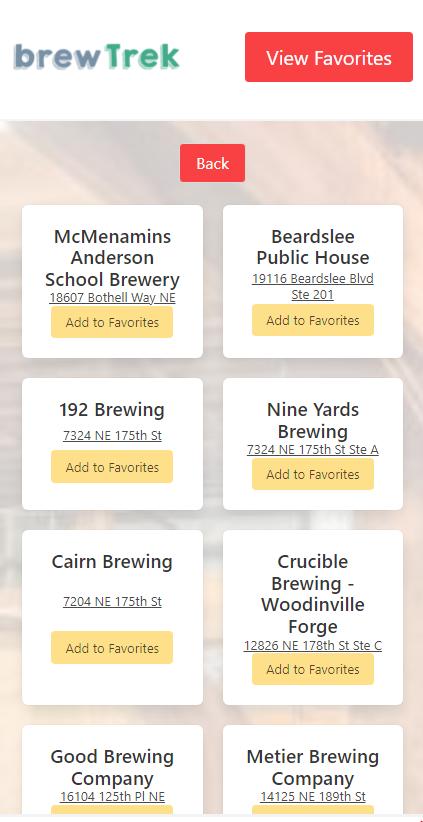 brewTrek
View Favorites
Back
McMenamins
Anderson
School Brewery
18607 Bothell Way NE
Add to Favorites
Beardslee
Public House
19116 Beardslee Blvd
Ste 201
Add to Favorites
192 Brewing
7324 NE 175th St
Add to Favorites
Nine Yards
Brewing
7324 NE 175th St Ste A
Add to Favorites
Cairn Brewing
7204 NE 175th St
Add to Favorites
Crucible
Brewing -
Woodinville
Forge
12826 NE 178th St Ste C
Add to Favorites
Good Brewing
Company
16104 125th Pl NE
Metier Brewing
Company
14125 NE 189th St